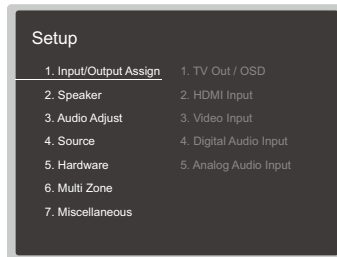 Setup
1. Input/Output Assign
2. Speaker
3. Audio Adjust
4. Source
5. Hardware
6. Multi Zone
7. Miscellaneous
1. TV Out / OSD
2. HDMI Input
3. Video Input
4. Digital Audio Input
5. Analog Audio Input